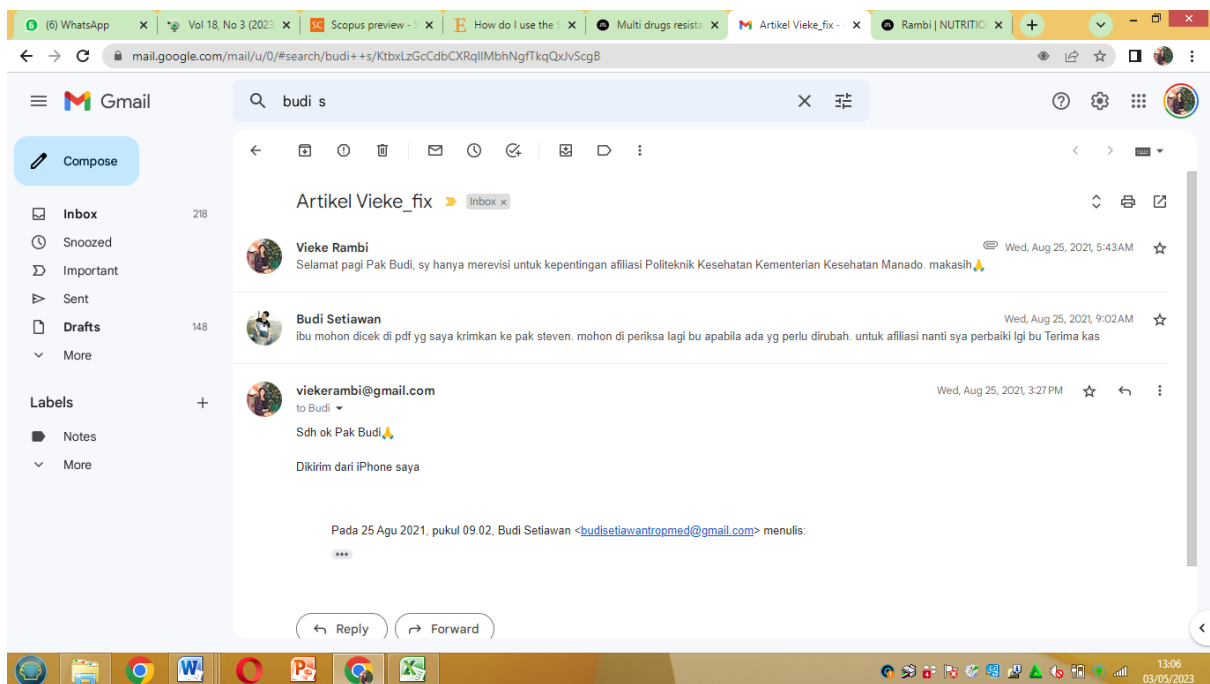 (6) WhatsApp
Vol 18, No 3 (2023
Scopus preview - S
How do I use the S
Multi drugs resista
Artikel Vieke_fix -
Rambi | NUTRITIO
mail.google.com/mail/u/0/#search/budi++s/KtbxLzGcCdbCXRqllMbhNgfTkqQxJvScgB
Gmail
budi s
Compose
Artikel Vieke_fix
Inbox x
Inbox 218
Snoozed
Important
Sent
Drafts 148
More
Labels
Notes
More
Vieke Rambi
Wed, Aug 25, 2021, 5:43 AM
Selamat pagi Pak Budi, sy hanya merevisi untuk kepentingan afiliasi Politeknik Kesehatan Kementerian Kesehatan Manado. makasih🙏
Budi Setiawan
Wed, Aug 25, 2021, 9:02 AM
ibu mohon dicek di pdf yg saya krimkan ke pak steven. mohon di periksa lagi bu apabila ada yg perlu dirubah. untuk afiliasi nanti sya perbaiki lgi bu Terima kas
viekerambi@gmail.com
Wed, Aug 25, 2021, 3:27 PM
to Budi
Sdh ok Pak Budi🙏
Dikirim dari iPhone saya
Pada 25 Agu 2021, pukul 09.02, Budi Setiawan <budisetiawantropmed@gmail.com> menulis:
Reply
Forward
13:06
03/05/2023